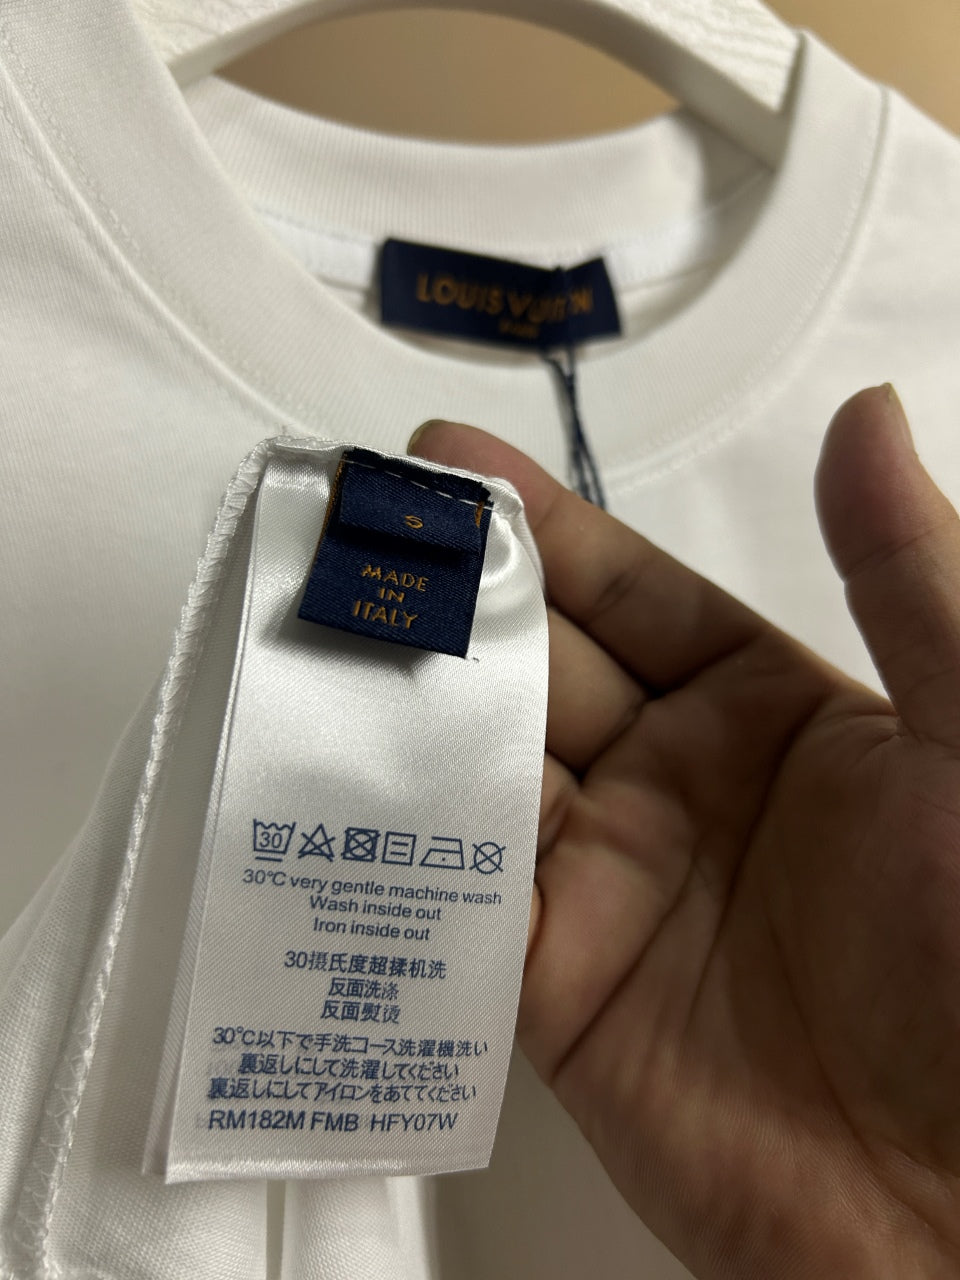 LOUIS VUITTON
S
MADE
IN
ITALY
30
30℃ very gentle machine wash
Wash inside out
Iron inside out
30摄氏度超揉机洗
反面洗涤
反面熨烫
30℃以下で手洗コース洗濯機洗い
裏返しにして洗濯してください
裏返しにしてアイロンをあててください
RM182M FMB HFY07W